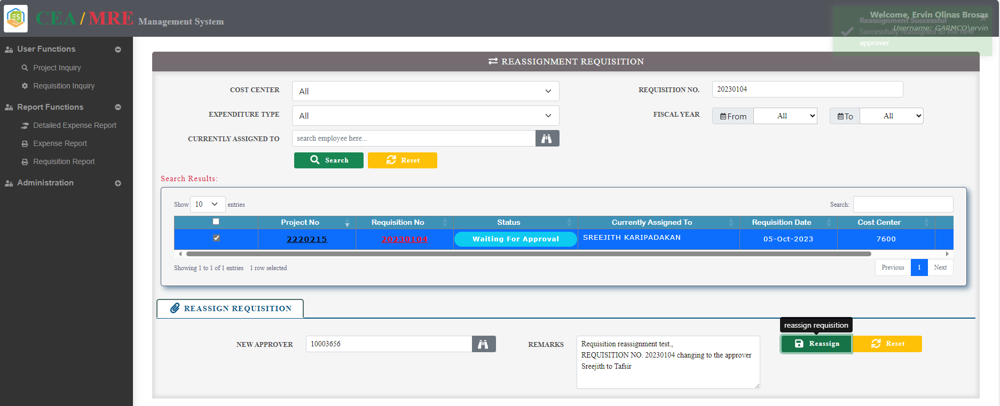 CEA / MRE Management System
Welcome, Ervin Olinas Brosas
Username: GARMCO\ervin
Reassignment Successful
Successfully reassigned to the new
approver
User Functions
Project Inquiry
Requisition Inquiry
Report Functions
Detailed Expense Report
Expense Report
Requisition Report
Administration
REASSIGNMENT REQUISITION
COST CENTER All
REQUISITION NO. 20230104
EXPENDITURE TYPE All
FISCAL YEAR From All To All
CURRENTLY ASSIGNED TO search employee here...
Search Reset
Search Results:
Show 10 entries
Search:
Project No Requisition No Status Currently Assigned To Requisition Date Cost Center
2220215 20230104 Waiting For Approval SREEJITH KARIPADAKAN 05-Oct-2023 7600
Showing 1 to 1 of 1 entries 1 row selected
Previous 1 Next
REASSIGN REQUISITION
reassign requisition
NEW APPROVER 10003656
REMARKS
Requisition reassignment test.,
REQUISITION NO. 20230104 changing to the approver
Sreejith to Tafsir
Reassign Reset